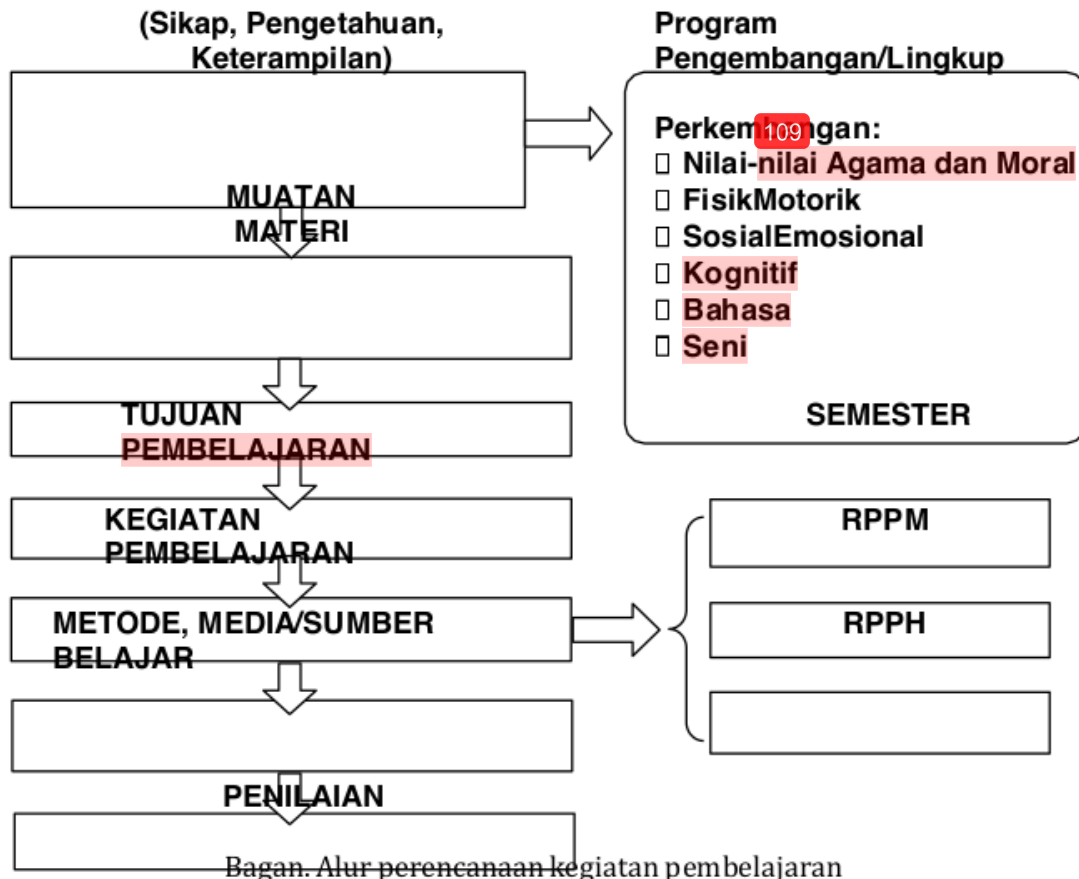 (Sikap, Pengetahuan,
Keterampilan)
MUATAN
MATERI
TUJUAN
PEMBELAJARAN
KEGIATAN
PEMBELAJARAN
METODE, MEDIA/SUMBER
BELAJAR
PENILAIAN
Program
Pengembangan/Lingkup
Perkembangan:
109
Nilai-nilai Agama dan Moral
FisikMotorik
SosialEmosional
Kognitif
Bahasa
Seni
SEMESTER
RPPM
RPPH
Bagan. Alur perencanaan kegiatan pembelajaran